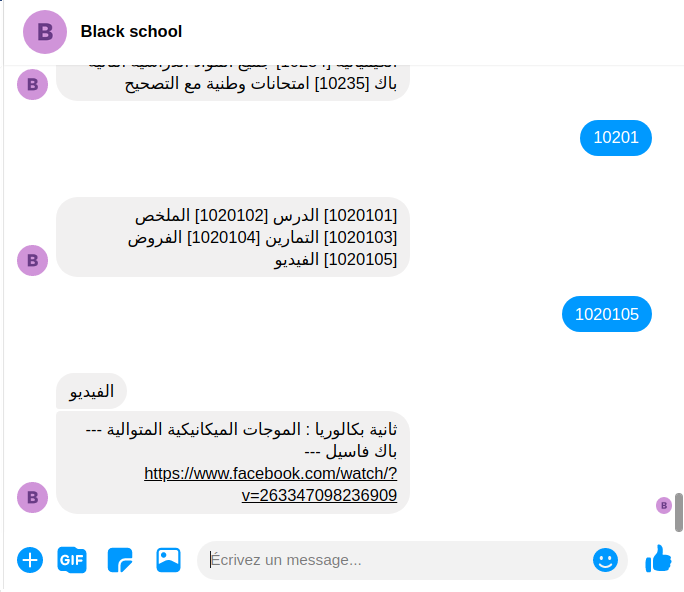 B
Black school
باك [10235] امتحانات وطنية مع التصحيح
B
10201
[1020101] الدرس [1020102] الملخص
[1020103] التمارين [1020104] الفروض
[1020105] الفيديو
B
1020105
الفيديو
ثانية بكالوريا : الموجات الميكانيكية المتوالية ---
باك فاسيل ---
https://www.facebook.com/watch/?
v=263347098236909
B
B
GIF
Écrivez un message...